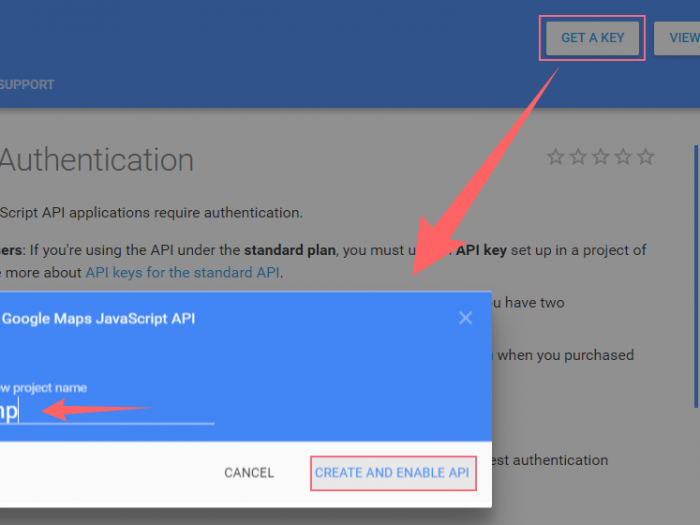 GET A KEY
VIEW
SUPPORT
Authentication
Script API applications require authentication.
ers: If you're using the API under the standard plan, you must u API key set up in a project of
more about API keys for the standard API.
u have two
Google Maps JavaScript API
when you purchased
ew project name
mp
est authentication
CANCEL
CREATE AND ENABLE API